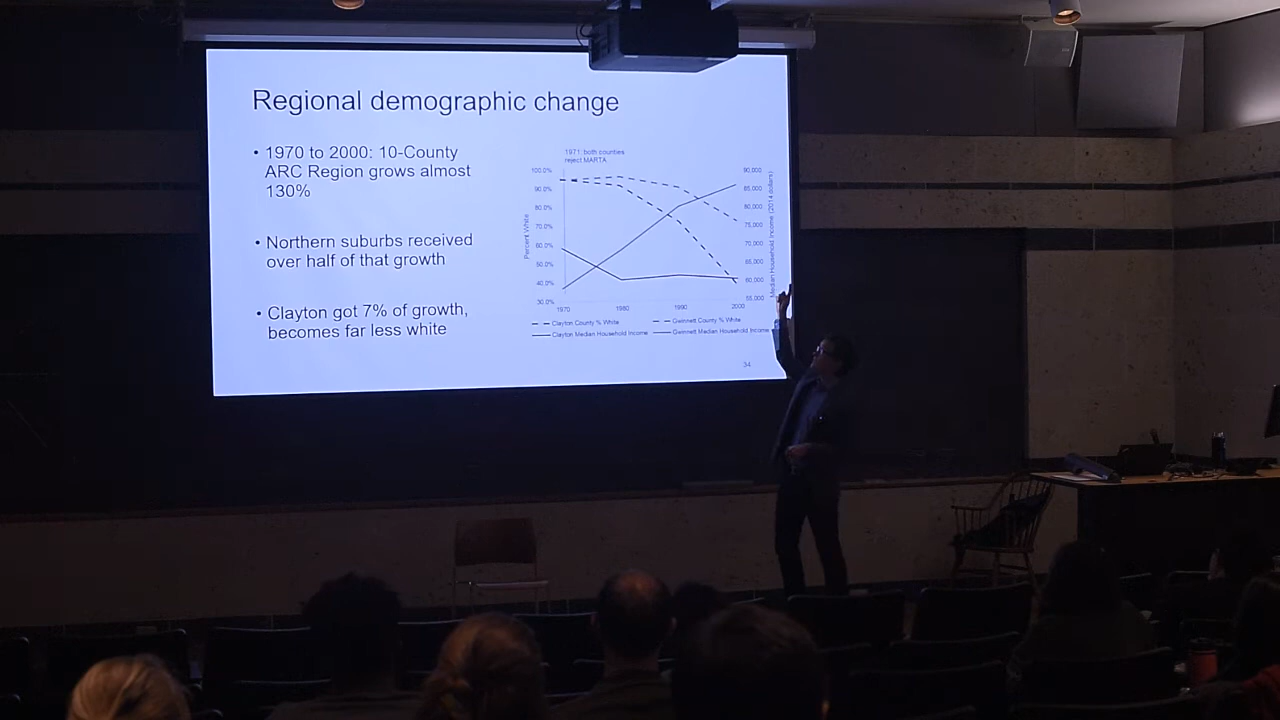 Regional demographic change
• 1970 to 2000: 10-County
ARC Region grows almost
130%
• Northern suburbs received
over half of that growth
• Clayton got 7% of growth,
becomes far less white
1971: both counties
reject MARTA
100.0%
90.0%
80.0%
70.0%
60.0%
50.0%
40.0%
30.0%
Percent White
90,000
85,000
80,000
75,000
70,000
65,000
60,000
55,000
Median Household Income (2014 dollars)
1970 1980 1990 2000
Clayton County % White Gwinnett County % White
Clayton Median Household Income Gwinnett Median Household Income
34